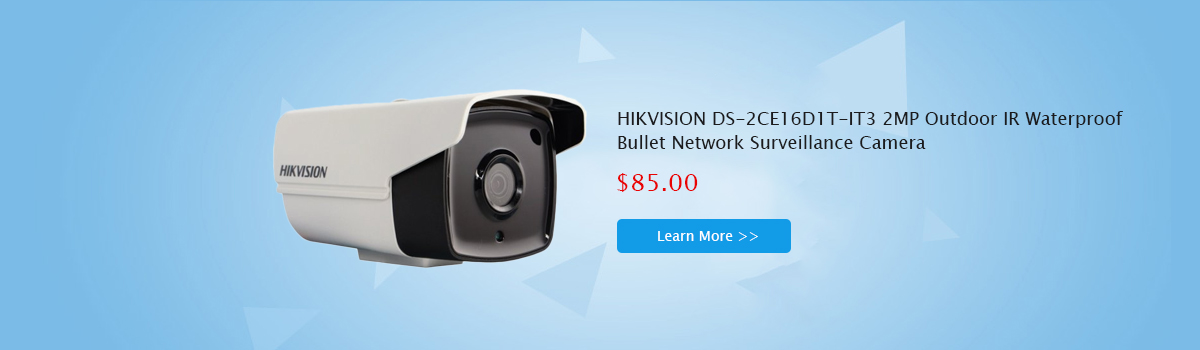 HIKVISION
HIKVISION DS-2CE16D1T-IT3 2MP Outdoor IR Waterproof
Bullet Network Surveillance Camera
$85.00
Learn More >>